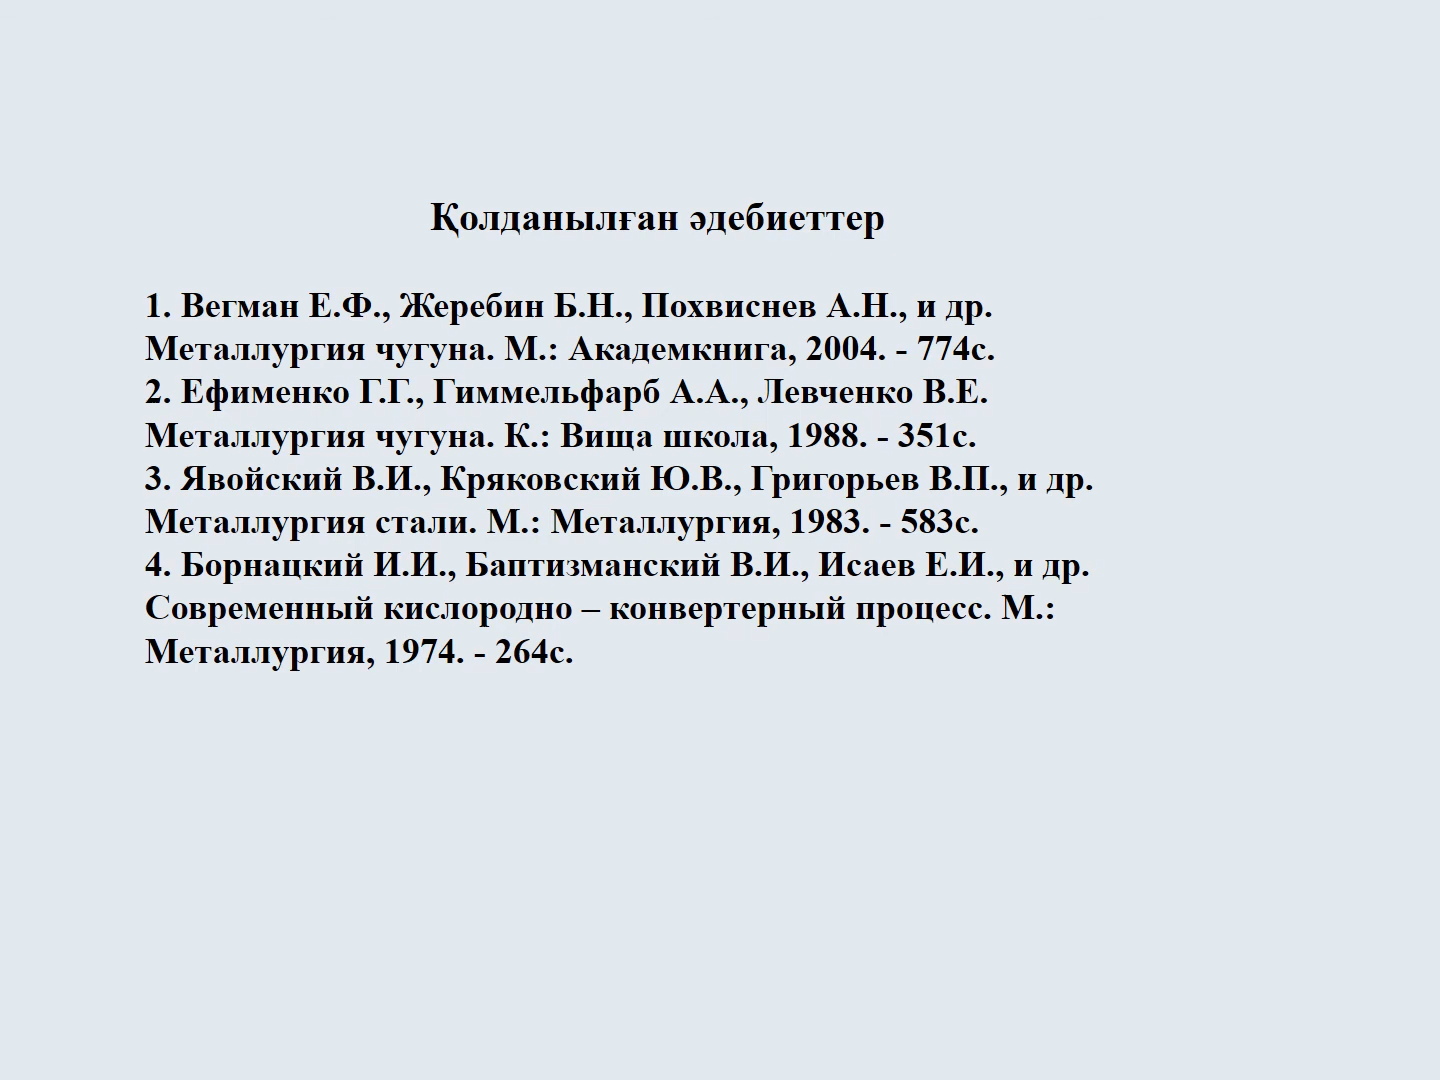 Қолданылған әдебиеттер
1. Вегман Е.Ф., Жеребин Б.Н., Похвиснев А.Н., и др.
Металлургия чугуна. М.: Академкнига, 2004. - 774с.
2. Ефименко Г.Г., Гиммельфарб А.А., Левченко В.Е.
Металлургия чугуна. К.: Вища школа, 1988. - 351с.
3. Явойский В.И., Кряковский Ю.В., Григорьев В.П., и др.
Металлургия стали. М.: Металлургия, 1983. - 583с.
4. Борнацкий И.И., Баптизманский В.И., Исаев Е.И., и др.
Современный кислородно – конвертерный процесс. М.:
Металлургия, 1974. - 264с.